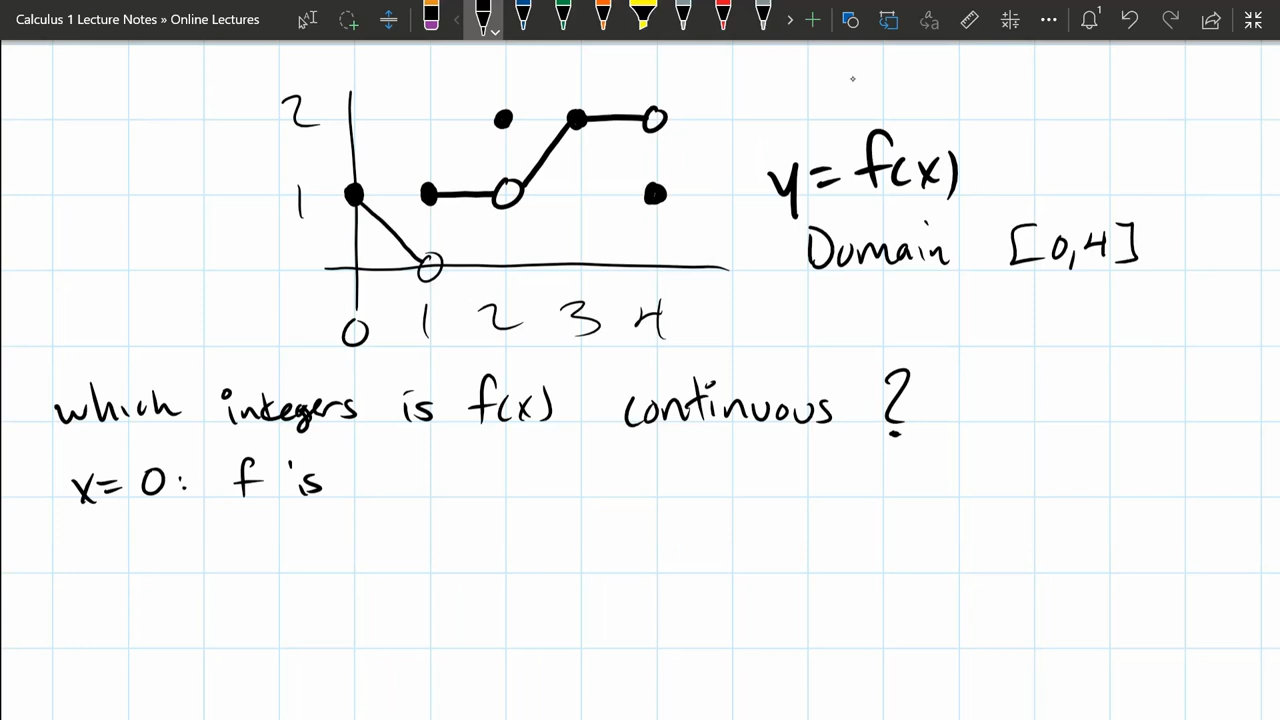 Calculus 1 Lecture Notes » Online Lectures
2
1
y = f(x)
Domain [0,4]
0 1 2 3 4
which integers is f(x) continuous ?
x = 0: f is